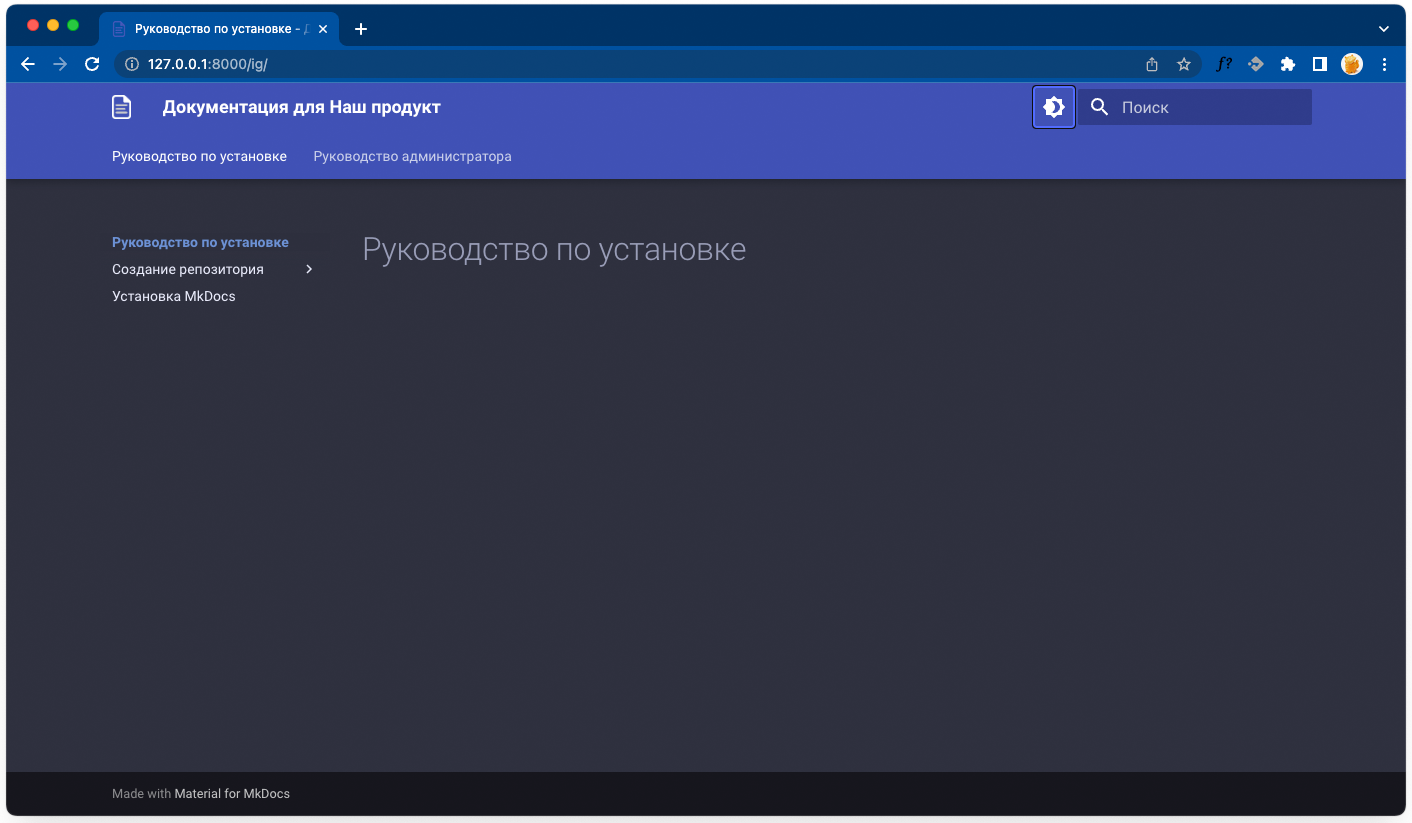 Руководство по установке - Д
127.0.0.1:8000/ig/
f?
Документация для Наш продукт
Поиск
Руководство по установке Руководство администратора
Руководство по установке
Создание репозитория
Установка MkDocs
Руководство по установке
Made with Material for MkDocs